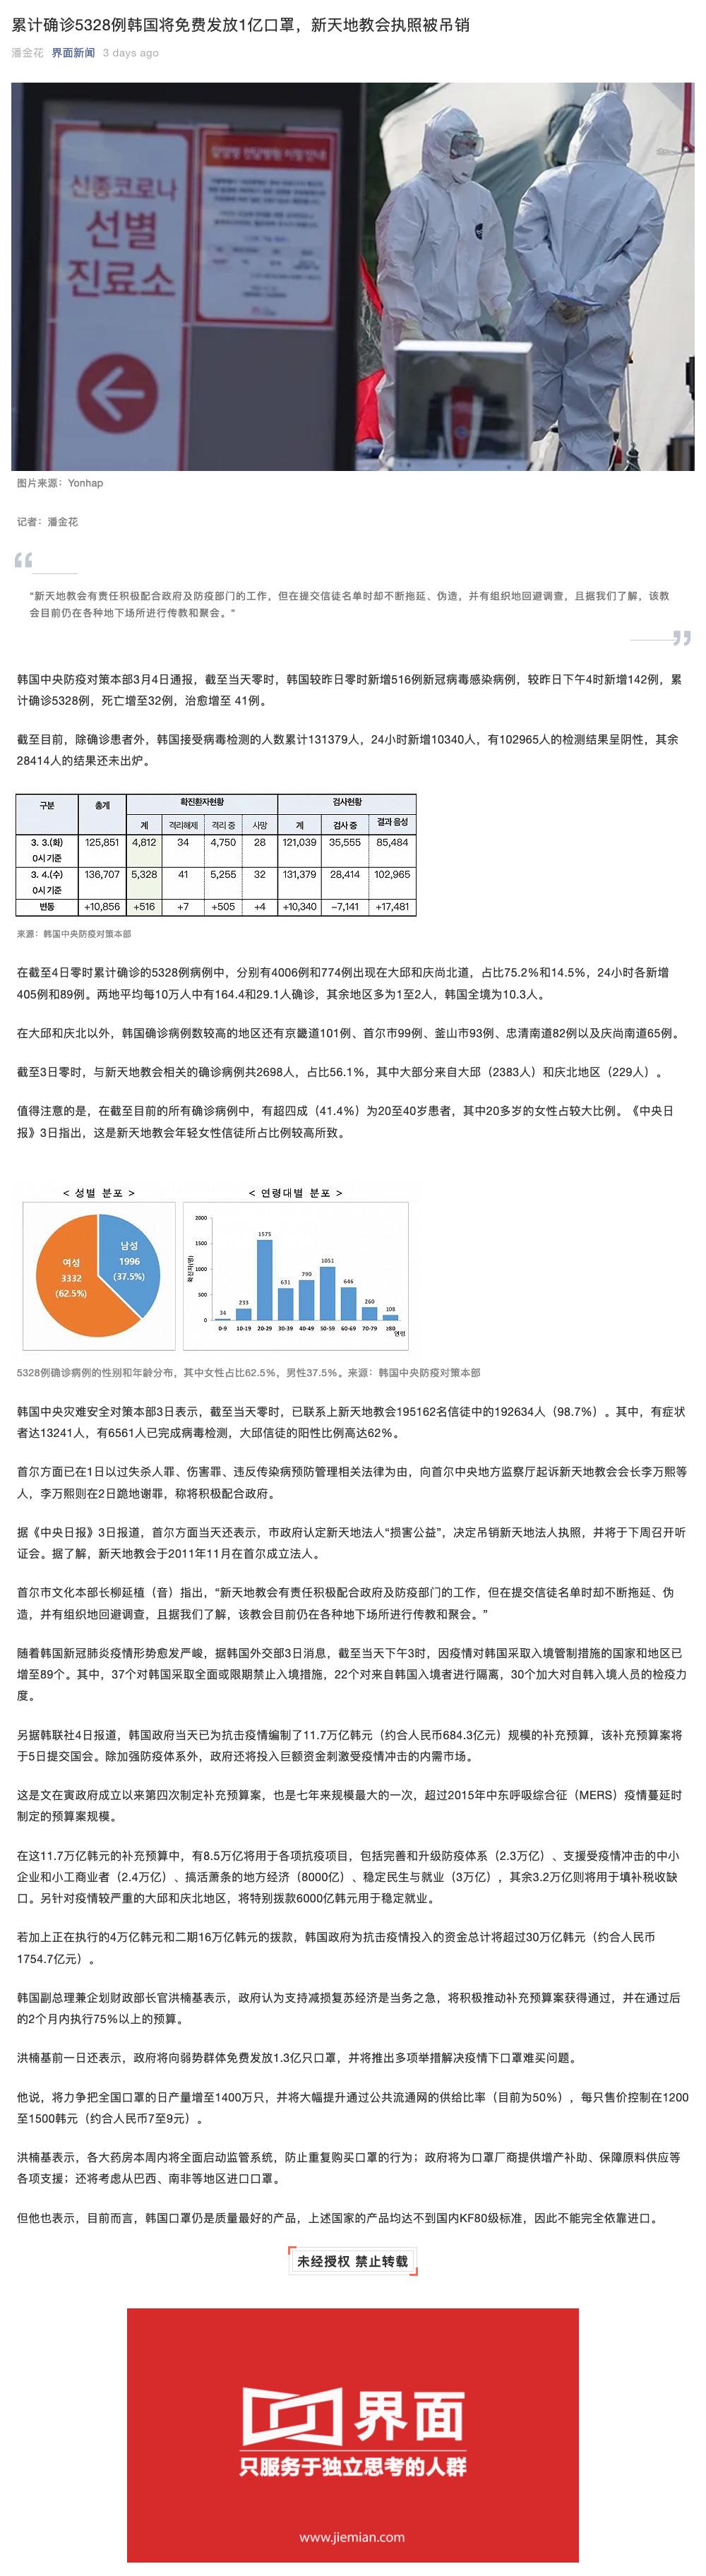 累计确诊5328例韩国将免费发放1亿口罩，新天地教会执照被吊销
潘金花 界面新闻 3 days ago
신종코로나
선별
진료소
图片来源：Yonhap
记者：潘金花
“新天地教会有责任积极配合政府及防疫部门的工作，但在提交信徒名单时却不断拖延、伪造，并有组织地回避调查，且据我们了解，该教
会目前仍在各种地下场所进行传教和聚会。”
韩国中央防疫对策本部3月4日通报，截至当天零时，韩国较昨日零时新增516例新冠病毒感染病例，较昨日下午4时新增142例，累
计确诊5328例，死亡增至32例，治愈增至 41例。
截至目前，除确诊患者外，韩国接受病毒检测的人数累计131379人，24小时新增10340人，有102965人的检测结果呈阴性，其余
28414人的结果还未出炉。
구분 총계 확진환자현황 검사현황
계 격리해제 격리 중 사망 계 검사 중 결과 음성
3. 3.(화) 0시 기준 125,851 4,812 34 4,750 28 121,039 35,555 85,484
3. 4.(수) 0시 기준 136,707 5,328 41 5,255 32 131,379 28,414 102,965
변동 +10,856 +516 +7 +505 +4 +10,340 −7,141 +17,481
来源：韩国中央防疫对策本部
在截至4日零时累计确诊的5328例病例中，分别有4006例和774例出现在大邱和庆尚北道，占比75.2%和14.5%，24小时各新增
405例和89例。两地平均每10万人中有164.4和29.1人确诊，其余地区多为1至2人，韩国全境为10.3人。
在大邱和庆北以外，韩国确诊病例数较高的地区还有京畿道101例、首尔市99例、釜山市93例、忠清南道82例以及庆尚南道65例。
截至3日零时，与新天地教会相关的确诊病例共2698人，占比56.1%，其中大部分来自大邱（2383人）和庆北地区（229人）。
值得注意的是，在截至目前的所有确诊病例中，有超四成（41.4%）为20至40岁患者，其中20多岁的女性占较大比例。《中央日
报》3日指出，这是新天地教会年轻女性信徒所占比例较高所致。
< 성별 분포 >
여성
3332
(62.5%)
남성
1996
(37.5%)
< 연령대별 분포 >
확진자(명)
2000
1500
1000
500
0
34 233 1575 631 790 1051 646 260 108
0-9 10-19 20-29 30-39 40-49 50-59 60-69 70-79 ≥80
연령
5328例确诊病例的性别和年龄分布，其中女性占比62.5%，男性37.5%。来源：韩国中央防疫对策本部
韩国中央灾难安全对策本部3日表示，截至当天零时，已联系上新天地教会195162名信徒中的192634人（98.7%）。其中，有症状
者达13241人，有6561人已完成病毒检测，大邱信徒的阳性比例高达62%。
首尔方面已在1日以过失杀人罪、伤害罪、违反传染病预防管理相关法律为由，向首尔中央地方监察厅起诉新天地教会会长李万熙等
人，李万熙则在2日跪地谢罪，称将积极配合政府。
据《中央日报》3日报道，首尔方面当天还表示，市政府认定新天地法人“损害公益”，决定吊销新天地法人执照，并将于下周召开听
证会。据了解，新天地教会于2011年11月在首尔成立法人。
首尔市文化本部长柳延植（音）指出，“新天地教会有责任积极配合政府及防疫部门的工作，但在提交信徒名单时却不断拖延、伪
造，并有组织地回避调查，且据我们了解，该教会目前仍在各种地下场所进行传教和聚会。”
随着韩国新冠肺炎疫情形势愈发严峻，据韩国外交部3日消息，截至当天下午3时，因疫情对韩国采取入境管制措施的国家和地区已
增至89个。其中，37个对韩国采取全面或限期禁止入境措施，22个对来自韩国入境者进行隔离，30个加大对自韩入境人员的检疫力
度。
另据韩联社4日报道，韩国政府当天已为抗击疫情编制了11.7万亿韩元（约合人民币684.3亿元）规模的补充预算，该补充预算案将
于5日提交国会。除加强防疫体系外，政府还将投入巨额资金刺激受疫情冲击的内需市场。
这是文在寅政府成立以来第四次制定补充预算案，也是七年来规模最大的一次，超过2015年中东呼吸综合征（MERS）疫情蔓延时
制定的预算案规模。
在这11.7万亿韩元的补充预算中，有8.5万亿将用于各项抗疫项目，包括完善和升级防疫体系（2.3万亿）、支援受疫情冲击的中小
企业和小工商业者（2.4万亿）、搞活萧条的地方经济（8000亿）、稳定民生与就业（3万亿），其余3.2万亿则将用于填补税收缺
口。另针对疫情较严重的大邱和庆北地区，将特别拨款6000亿韩元用于稳定就业。
若加上正在执行的4万亿韩元和二期16万亿韩元的拨款，韩国政府为抗击疫情投入的资金总计将超过30万亿韩元（约合人民币
1754.7亿元）。
韩国副总理兼企划财政部长官洪楠基表示，政府认为支持减损复苏经济是当务之急，将积极推动补充预算案获得通过，并在通过后
的2个月内执行75%以上的预算。
洪楠基前一日还表示，政府将向弱势群体免费发放1.3亿只口罩，并将推出多项举措解决疫情下口罩难买问题。
他说，将力争把全国口罩的日产量增至1400万只，并将大幅提升通过公共流通网的供给比率（目前为50%），每只售价控制在1200
至1500韩元（约合人民币7至9元）。
洪楠基表示，各大药房本周内将全面启动监管系统，防止重复购买口罩的行为；政府将为口罩厂商提供增产补助、保障原料供应等
各项支援；还将考虑从巴西、南非等地区进口口罩。
但他也表示，目前而言，韩国口罩仍是质量最好的产品，上述国家的产品均达不到国内KF80级标准，因此不能完全依靠进口。
未经授权 禁止转载
界面
只服务于独立思考的人群
www.jiemian.com